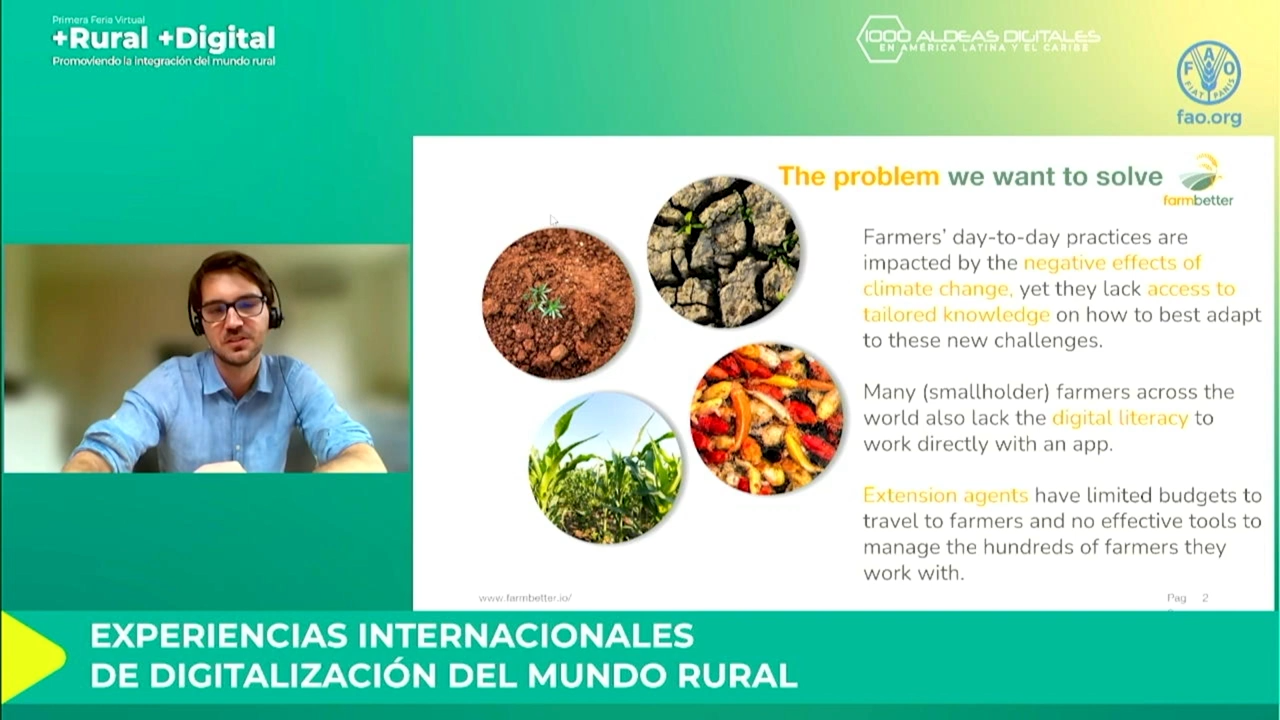 Primera Feria Virtual
+Rural +Digital
Promoviendo la integración del mundo rural
1000 ALDEAS DIGITALES
EN AMÉRICA LATINA Y EL CARIBE
F A O
FIAT PANIS
fao.org
The problem we want to solve
farmbetter
Farmers’ day-to-day practices are
impacted by the negative effects of
climate change, yet they lack access to
tailored knowledge on how to best adapt
to these new challenges.
Many (smallholder) farmers across the
world also lack the digital literacy to
work directly with an app.
Extension agents have limited budgets to
travel to farmers and no effective tools to
manage the hundreds of farmers they
work with.
www.farmbetter.io/
Pag 2
EXPERIENCIAS INTERNACIONALES
DE DIGITALIZACIÓN DEL MUNDO RURAL